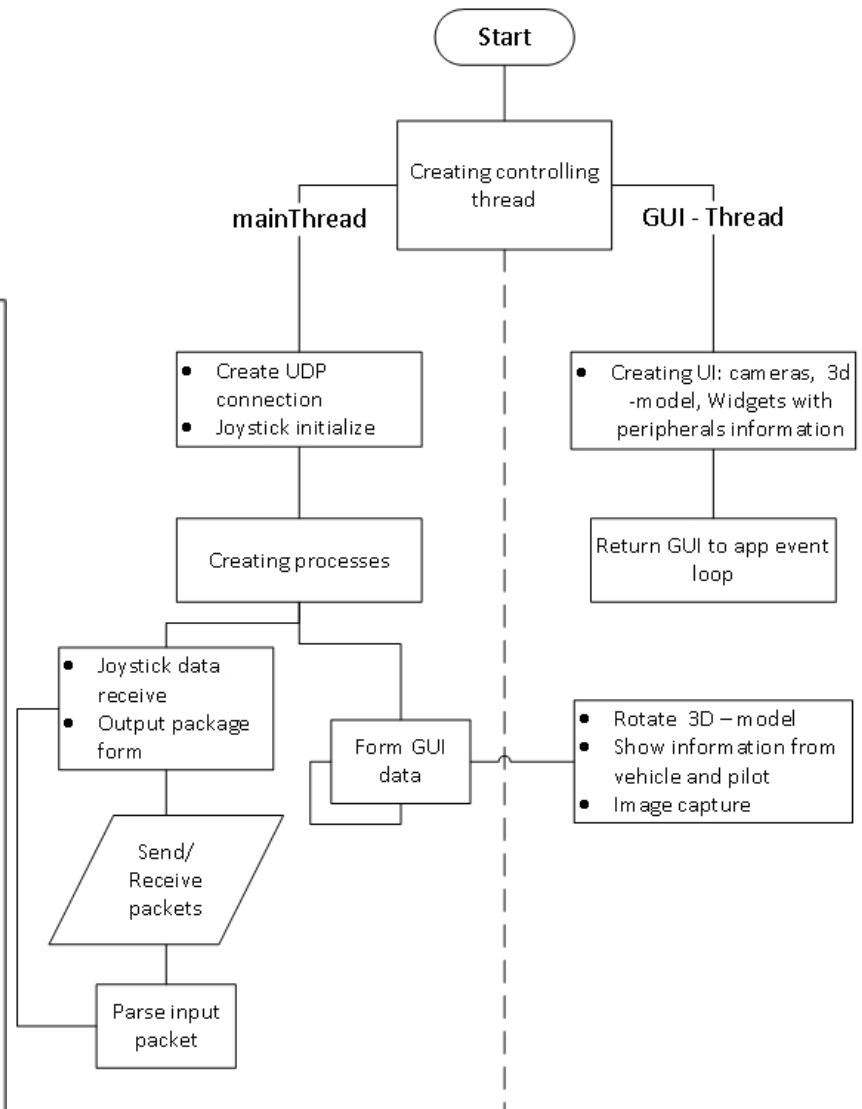 Start
Creating controlling
thread
mainThread
GUI - Thread
● Create UDP
connection
● Joystick initialize
● Creating UI: cameras, 3d
-model, Widgets with
peripherals information
Creating processes
Return GUI to app event
loop
● Joystick data
receive
● Output package
form
Form GUI
data
● Rotate 3D – model
● Show information from
vehicle and pilot
● Image capture
Send/
Receive
packets
Parse input
packet